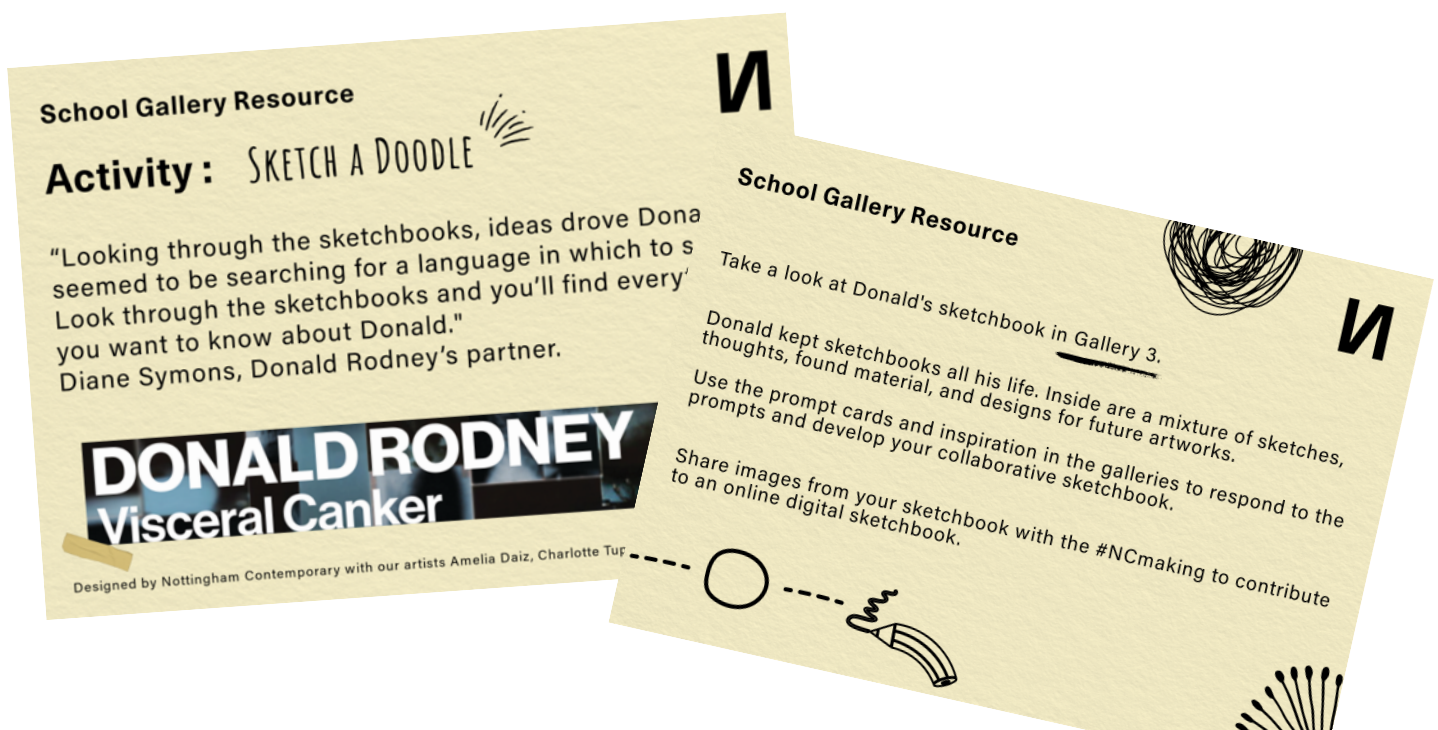 School Gallery Resource
Activity : SKETCH A DOODLE
“Looking through the sketchbooks, ideas drove
seemed to be searching for a language in which to
Look through the sketchbooks and you’ll find
you want to know about Donald."
Diane Symons, Donald Rodney’s partner.
DONALD RODNEY
Visceral Canker
Designed by Nottingham Contemporary with our artists Amelia Daiz, Charlotte
School Gallery Resource
Take a look at Donald’s sketchbook in Gallery 3.
Donald kept sketchbooks all his life. Inside are a mixture of sketches,
thoughts, found material, and designs for future artworks.
Use the prompt cards and inspiration in the galleries to respond to the
prompts and develop your collaborative sketchbook.
Share images from your sketchbook with the #NCmaking to contribute
to an online digital sketchbook.